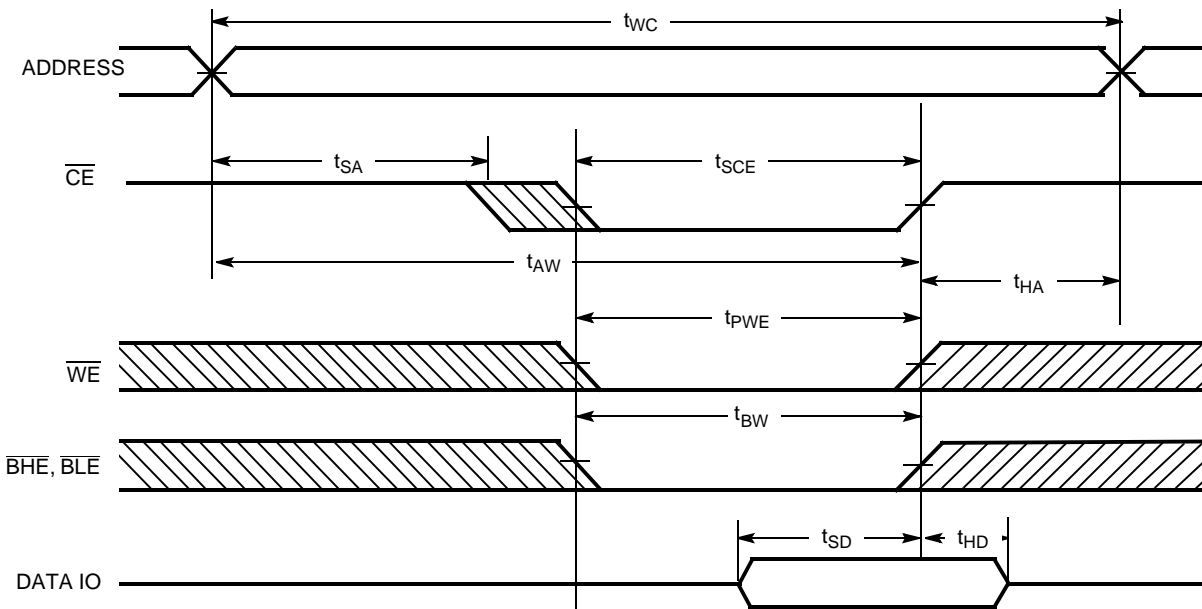 tWC
ADDRESS
tSA
tSCE
CE
tAW
tHA
tPWE
WE
tBW
BHE, BLE
tSD
tHD
DATA IO